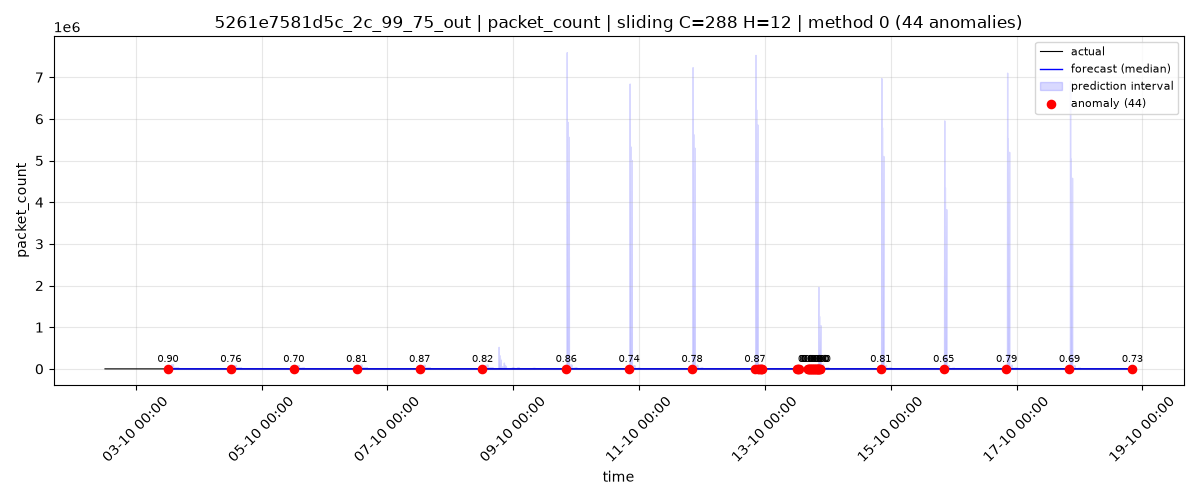 5261e7581d5c_2c_99_75_out | packet_count | sliding C=288 H=12 | method 0 (44 anomalies)
1e6
actual
forecast (median)
prediction interval
anomaly (44)
7
6
5
4
3
2
1
0
packet_count
0.90 0.76 0.70 0.81 0.87 0.82 0.86 0.74 0.78 0.87 0.81 0.65 0.79 0.69 0.73
03-10 00:00 05-10 00:00 07-10 00:00 09-10 00:00 11-10 00:00 13-10 00:00 15-10 00:00 17-10 00:00 19-10 00:00
time